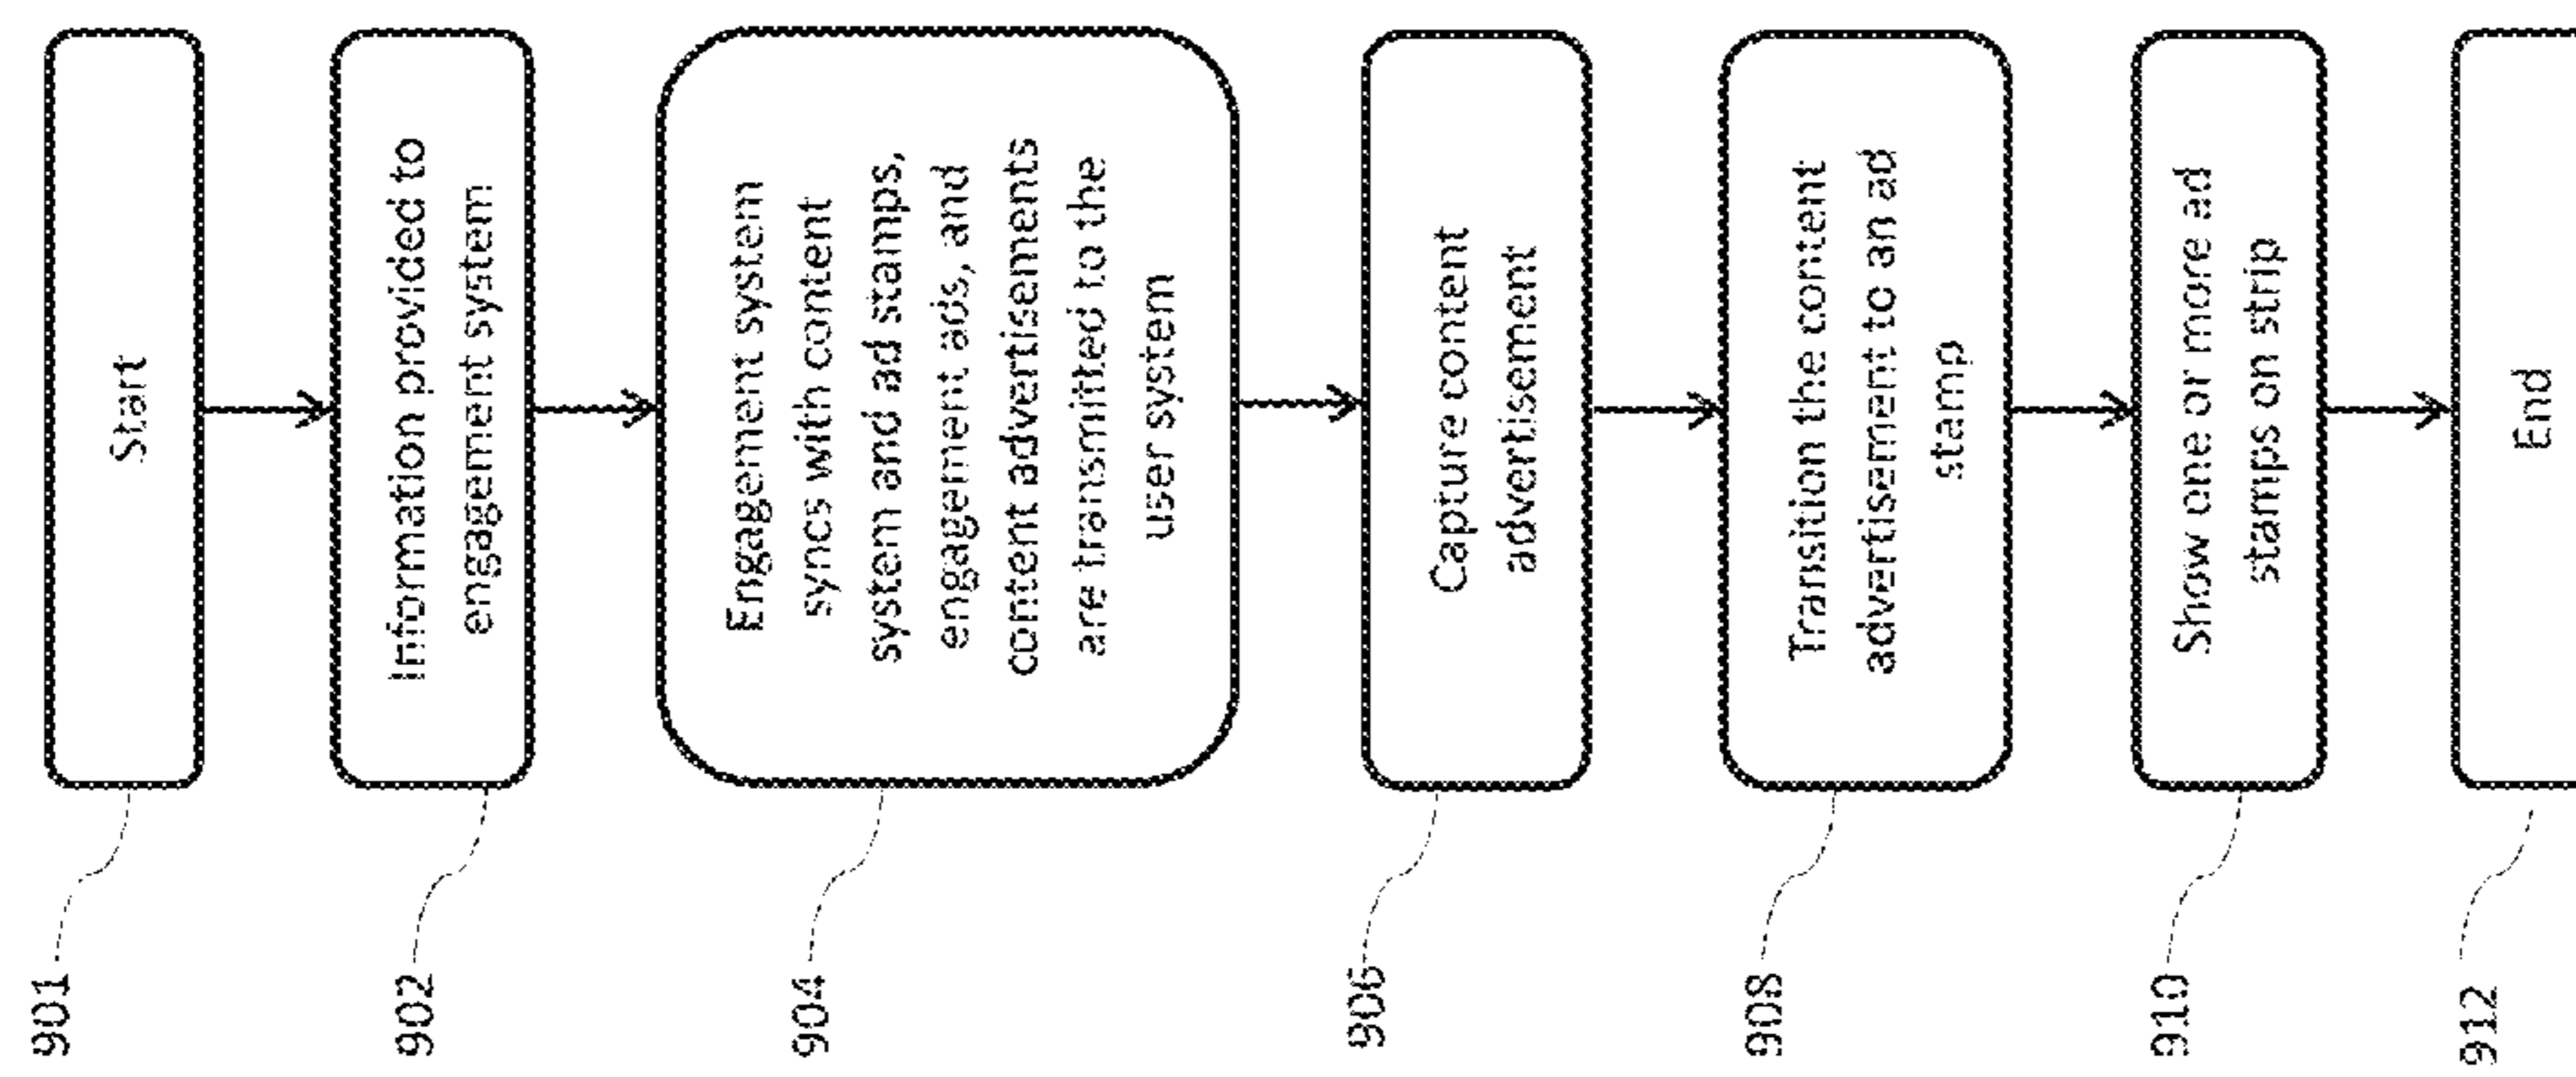 901
Start
902
Information provided to
engagement system
904
Engagement system
syncs with content
system and ad stamps,
engagement ads, and
content advertisements
are transmitted to the
user system
906
Capture content
advertisement
908
Transition the content
advertisement to an ad
stamp
910
Show one or more ad
stamps on strip
912
End